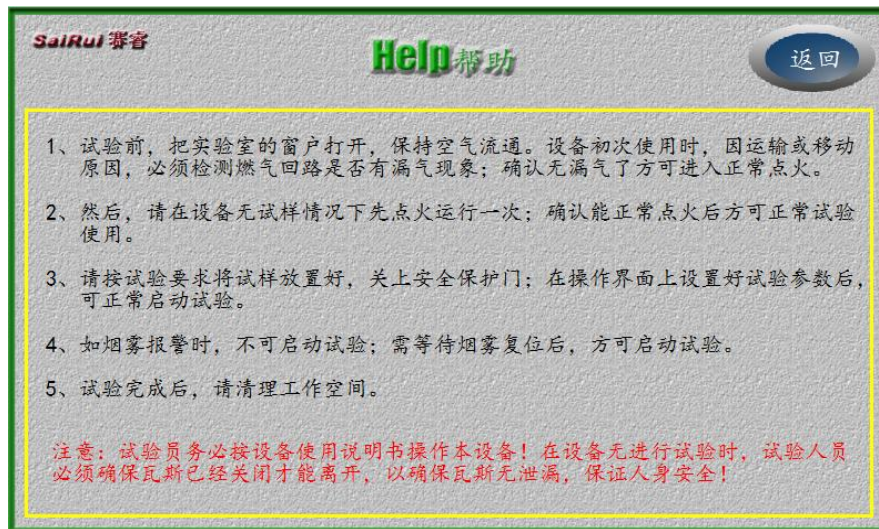 SaiRui 赛睿
Help帮助
返回
1、试验前，把实验室的窗户打开，保持空气流通。设备初次使用时，因运输或移动
原因，必须检测燃气回路是否有漏气现象；确认无漏气了方可进入正常点火。
2、然后，请在设备无试样情况下先点火运行一次；确认能正常点火后方可正常试验
使用。
3、请按试验要求将试样放置好，关上安全保护门；在操作界面上设置好试验参数后，
可正常启动试验。
4、如烟雾报警时，不可启动试验；需等待烟雾复位后，方可启动试验。
5、试验完成后，请清理工作空间。
注意：试验员务必按设备使用说明书操作本设备！在设备无进行试验时，试验人员
必须确保瓦斯已经关闭才能离开，以确保瓦斯无泄漏，保证人身安全！